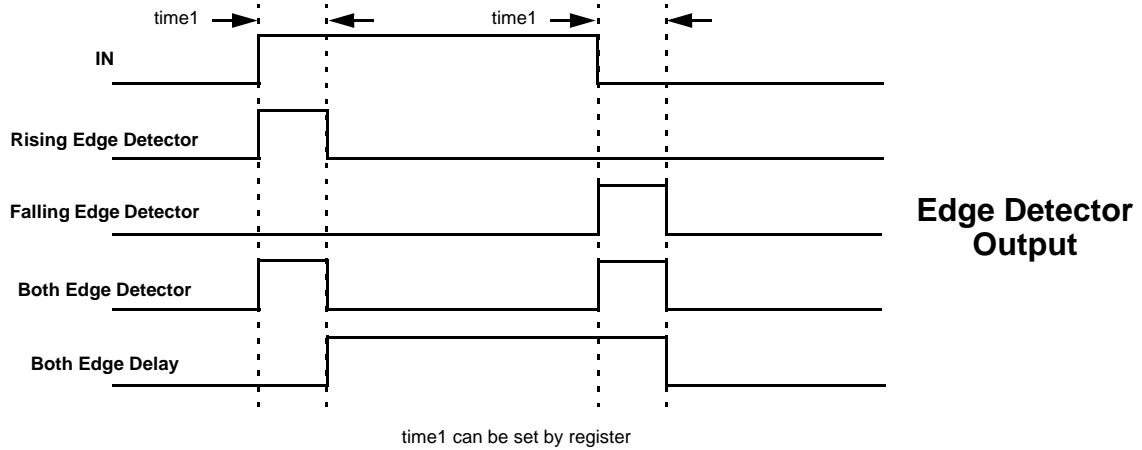 time1
time1
IN
Rising Edge Detector
Falling Edge Detector
Edge Detector
Output
Both Edge Detector
Both Edge Delay
time1 can be set by register